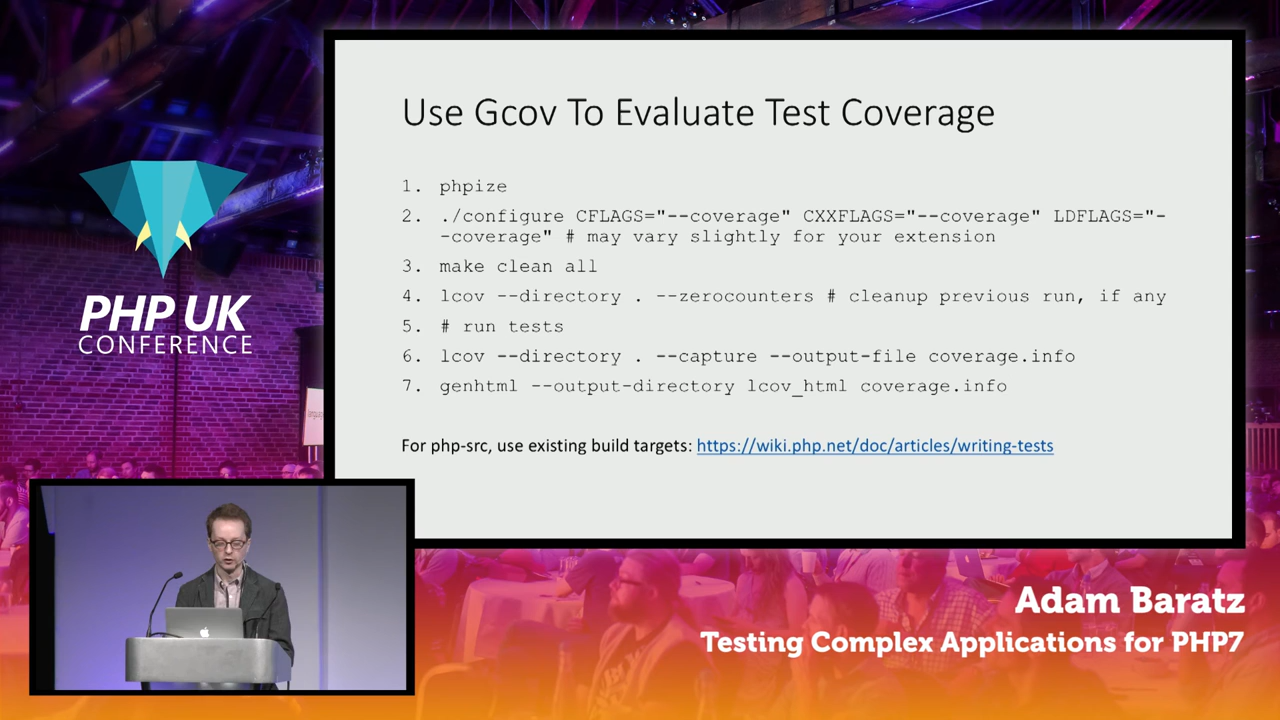 Use Gcov To Evaluate Test Coverage
1. phpize
2. ./configure CFLAGS="--coverage" CXXFLAGS="--coverage" LDFLAGS="-
-coverage" # may vary slightly for your extension
3. make clean all
4. lcov --directory . --zerocounters # cleanup previous run, if any
5. # run tests
6. lcov --directory . --capture --output-file coverage.info
7. genhtml --output-directory lcov_html coverage.info
For php-src, use existing build targets: https://wiki.php.net/doc/articles/writing-tests
PHP UK
CONFERENCE
Adam Baratz
Testing Complex Applications for PHP7